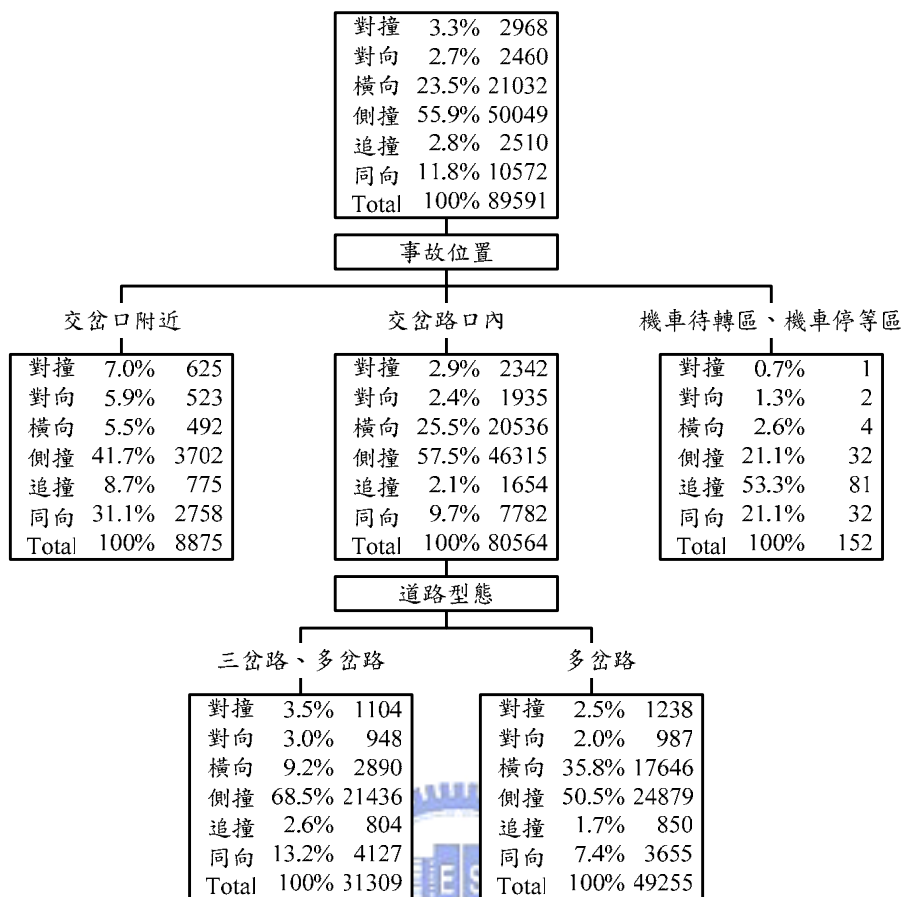 對撞 3.3% 2968
對向 2.7% 2460
橫向 23.5% 21032
側撞 55.9% 50049
追撞 2.8% 2510
同向 11.8% 10572
Total 100% 89591
事故位置
交岔口附近
對撞 7.0% 625
對向 5.9% 523
橫向 5.5% 492
側撞 41.7% 3702
追撞 8.7% 775
同向 31.1% 2758
Total 100% 8875
交岔路口內
對撞 2.9% 2342
對向 2.4% 1935
橫向 25.5% 20536
側撞 57.5% 46315
追撞 2.1% 1654
同向 9.7% 7782
Total 100% 80564
機車待轉區、機車停等區
對撞 0.7% 1
對向 1.3% 2
橫向 2.6% 4
側撞 21.1% 32
追撞 53.3% 81
同向 21.1% 32
Total 100% 152
道路型態
三岔路、多岔路
對撞 3.5% 1104
對向 3.0% 948
橫向 9.2% 2890
側撞 68.5% 21436
追撞 2.6% 804
同向 13.2% 4127
Total 100% 31309
多岔路
對撞 2.5% 1238
對向 2.0% 987
橫向 35.8% 17646
側撞 50.5% 24879
追撞 1.7% 850
同向 7.4% 3655
Total 100% 49255